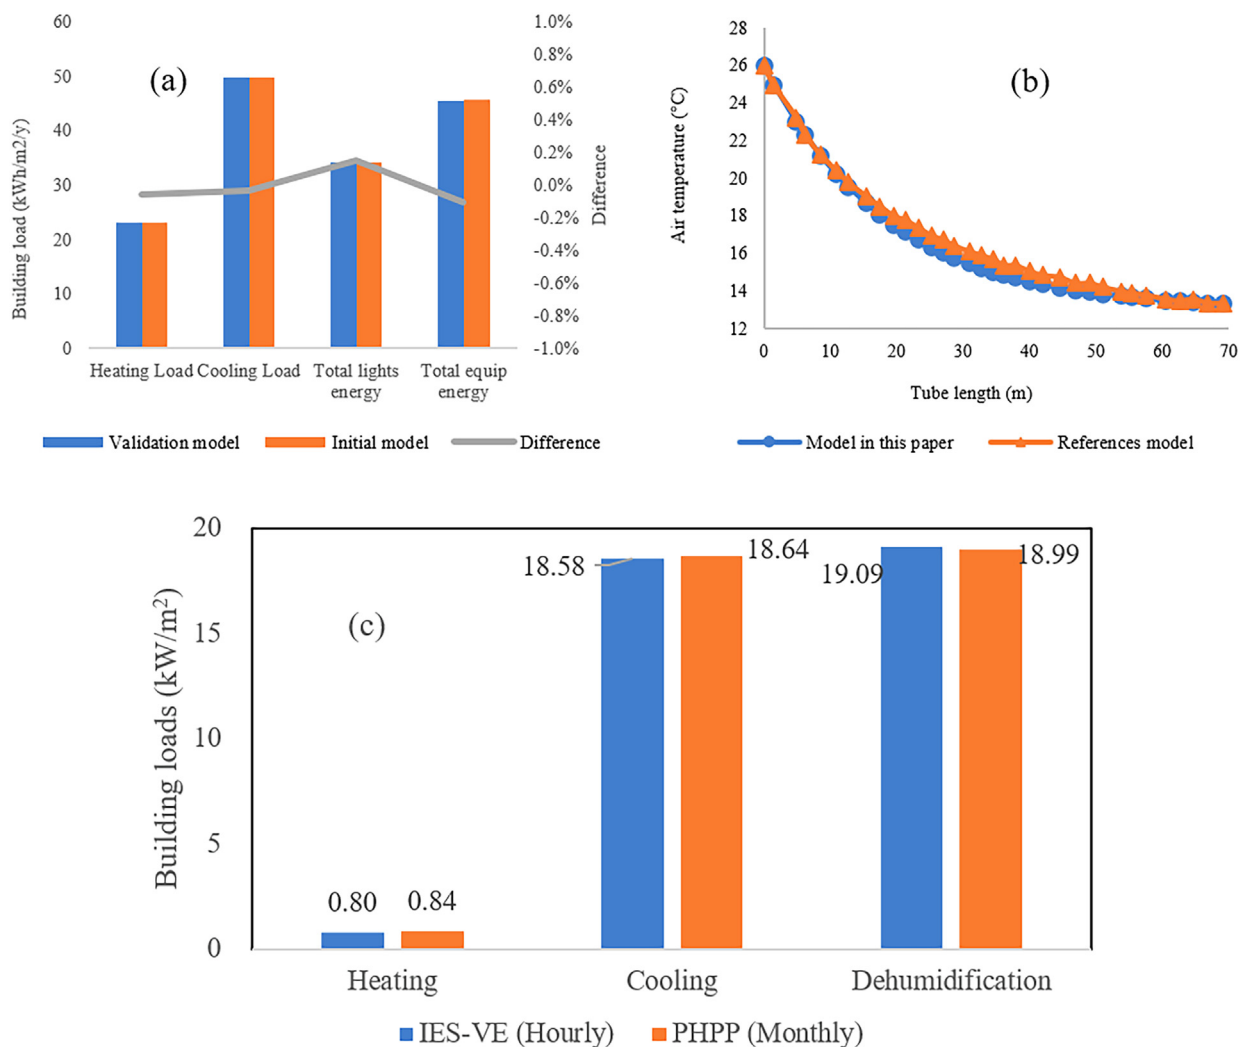 (a)
Building load (kWh/m2/y)
60
50
40
30
20
10
0
1.0%
0.8%
0.6%
0.4%
0.2%
0.0%
-0.2%
-0.4%
-0.6%
-0.8%
-1.0%
Difference
Heating Load Cooling Load Total lights Total equip
energy energy
Validation model Initial model Difference
(b)
Air temperature (°C)
28
26
24
22
20
18
16
14
12
0 10 20 30 40 50 60 70
Tube length (m)
Model in this paper References model
(c)
Building loads (kW/m²)
20
15
10
5
0
0.80 0.84
18.58 18.64
19.09 18.99
Heating Cooling Dehumidification
IES-VE (Hourly) PHPP (Monthly)